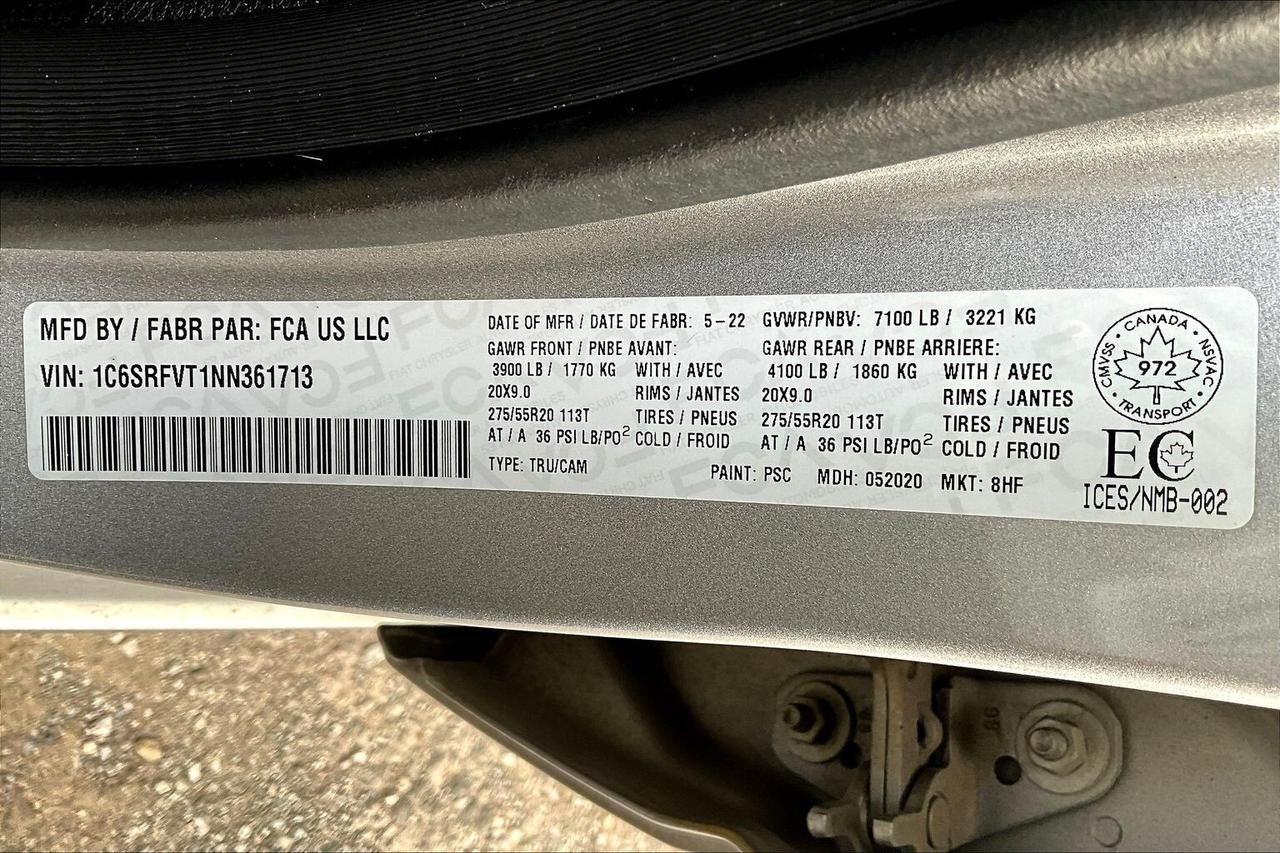 MFD BY / FABR PAR: FCA US LLC
VIN: 1C6SRFVT1NN361713
DATE OF MFR / DATE DE FABR: 5-22 GVWR/PNBV: 7100 LB / 3221 KG
GAWR FRONT / PNBE AVANT: GAWR REAR / PNBE ARRIERE:
3900 LB / 1770 KG WITH / AVEC 4100 LB / 1860 KG WITH / AVEC
20X9.0 RIMS / JANTES 20X9.0 RIMS / JANTES
275/55R20 113T TIRES / PNEUS 275/55R20 113T TIRES / PNEUS
AT / A 36 PSI LB/PO² COLD / FROID AT / A 36 PSI LB/PO² COLD / FROID
TYPE: TRU/CAM PAINT: PSC MDH: 052020 MKT: 8HF
CANADA
CMVSS • NSVAC
972
TRANSPORT
EC
ICES/NMB-002